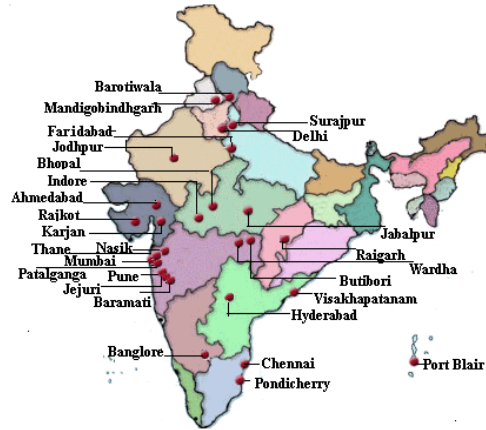 Barotiwala
Mandigobindhgarh
Surajpur
Faridabad
Delhi
Jodhpur
Bhopal
Indore
Ahmedabad
Rajkot
Karjan
Jabalpur
Nasik
Thane
Raigarh
Mumbai
Wardha
Patalganga
Pune
Butibori
Jejuri
Baramati
Visakhapatanam
Hyderabad
Banglore
Chennai
Port Blair
Pondicherry